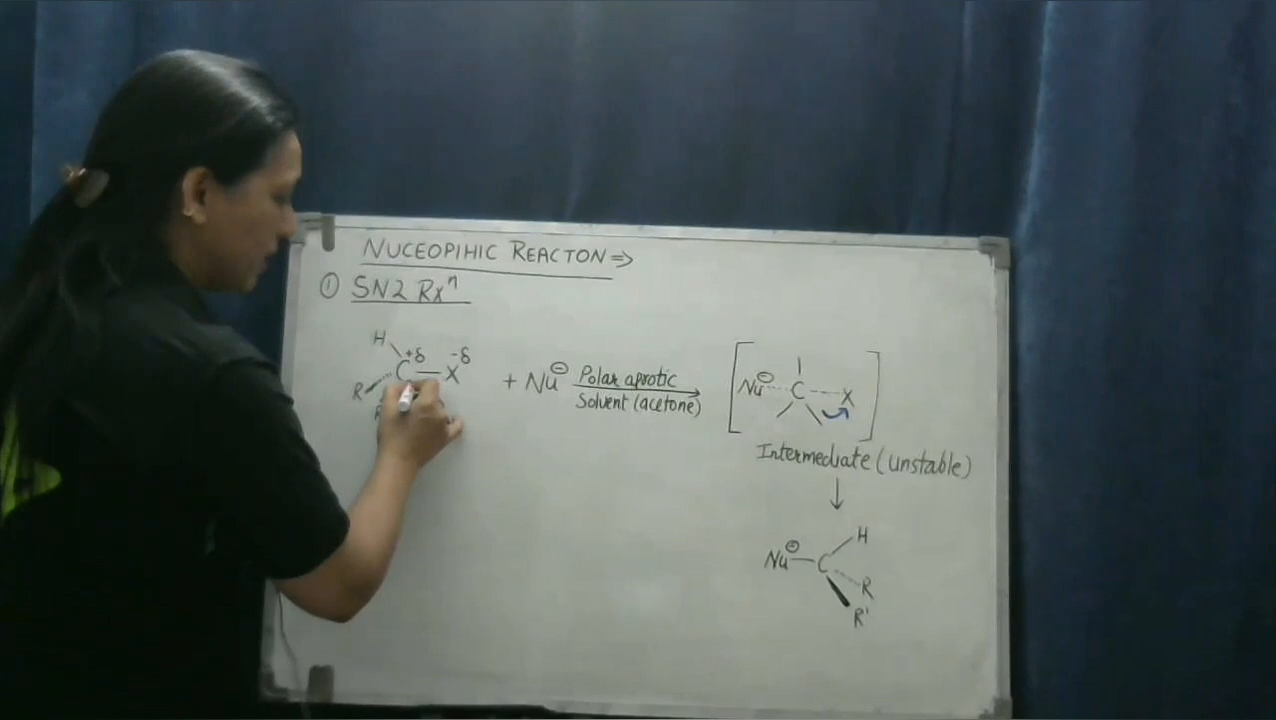 NUCEOPIHIC REACTON ⇒
① SN2 Rxⁿ
H
+δ -δ
C — X
R
+ Nu⊖
Polar aprotic
Solvent (acetone)
[Nu⊖ ---- C ---- X]
Intermediate (unstable)
↓
H
Nu⊖ — C
R
R'